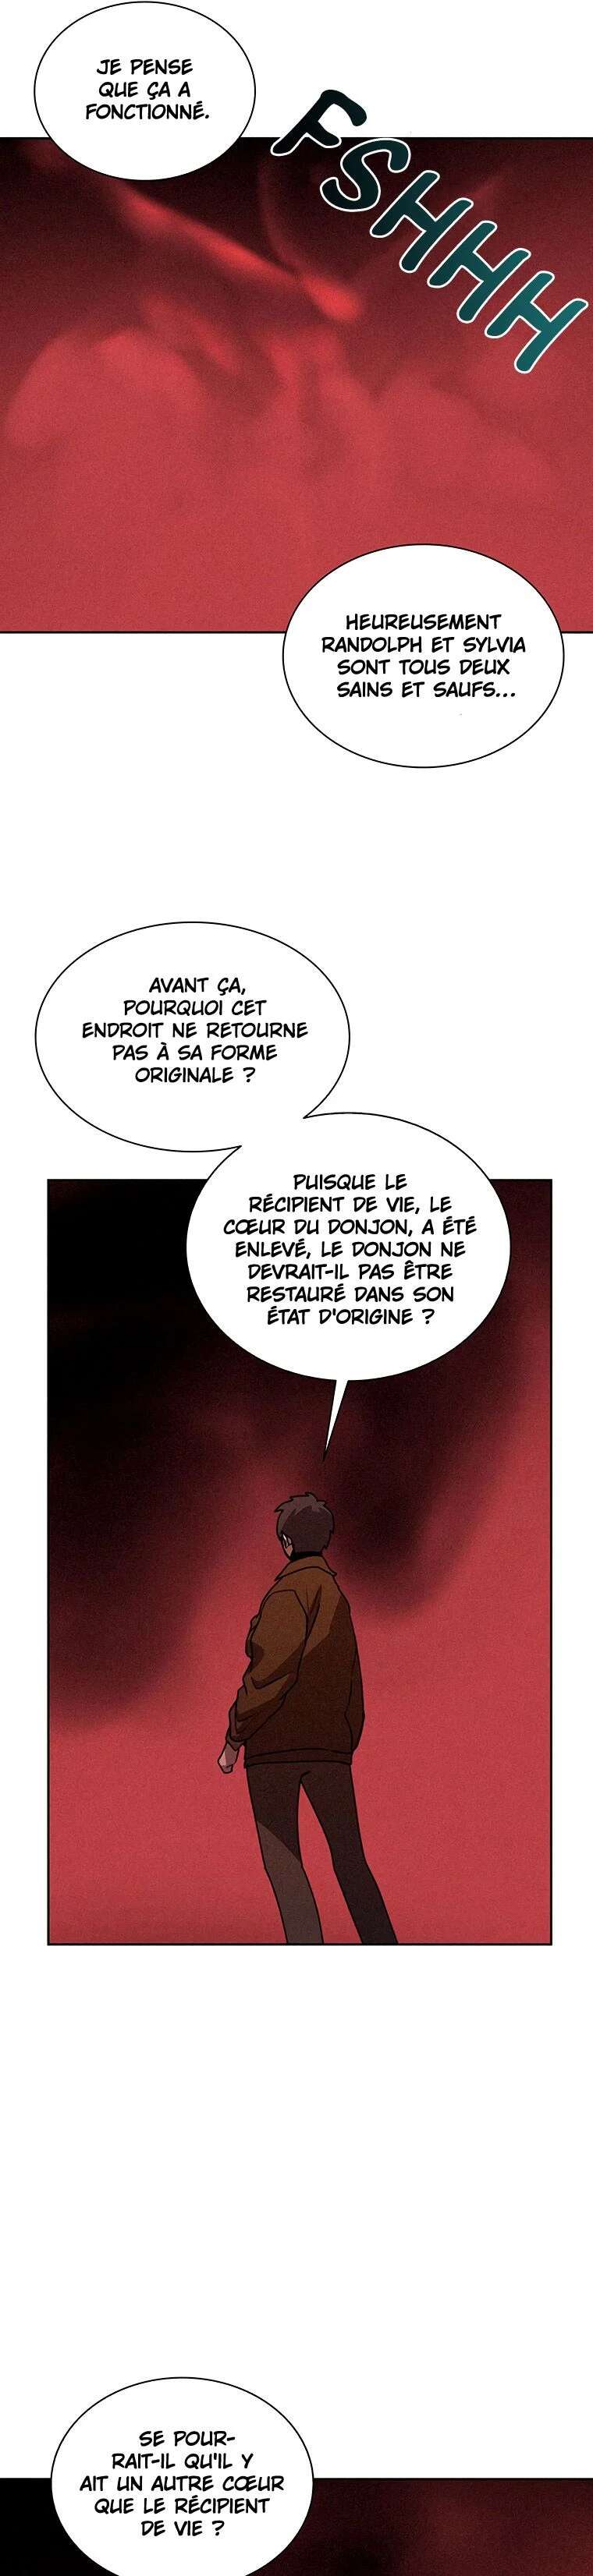 JE PENSE
QUE ÇA A
FONCTIONNÉ.
FSHHH
HEUREUSEMENT
RANDOLPH ET SYLVIA
SONT TOUS DEUX
SAINS ET SAUFS...
AVANT ÇA,
POURQUOI CET
ENDROIT NE RETOURNE
PAS À SA FORME
ORIGINALE ?
PUISQUE LE
RÉCIPIENT DE VIE, LE
CŒUR DU DONJON, A ÉTÉ
ENLEVÉ, LE DONJON NE
DEVRAIT-IL PAS ÊTRE
RESTAURÉ DANS SON
ÉTAT D'ORIGINE ?
SE POUR-
RAIT-IL QU'IL Y
AIT UN AUTRE CŒUR
QUE LE RÉCIPIENT
DE VIE ?